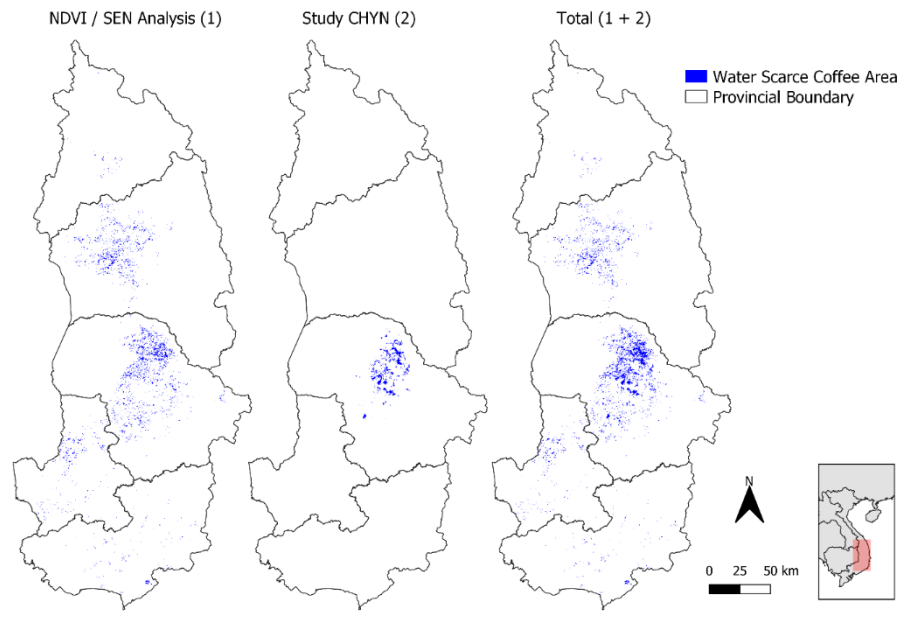 NDVI / SEN Analysis (1)
Study CHYN (2)
Total (1 + 2)
Water Scarce Coffee Area
Provincial Boundary
N
0 25 50 km